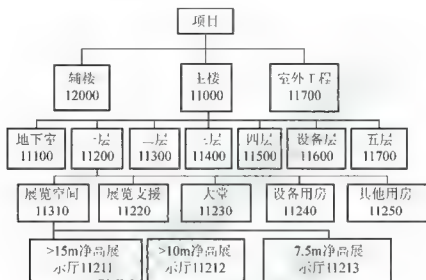 项目
辅楼
12000
主楼
11000
室外工程
11700
地下室
11100
一层
11200
二层
11300
三层
11400
四层
11500
设备层
11600
五层
11700
展览空间
11310
展览支援
11220
大堂
11230
设备用房
11240
其他用房
11250
>15m净高展
示厅11211
>10m净高展
示厅11212
7.5m净高展
示厅11213